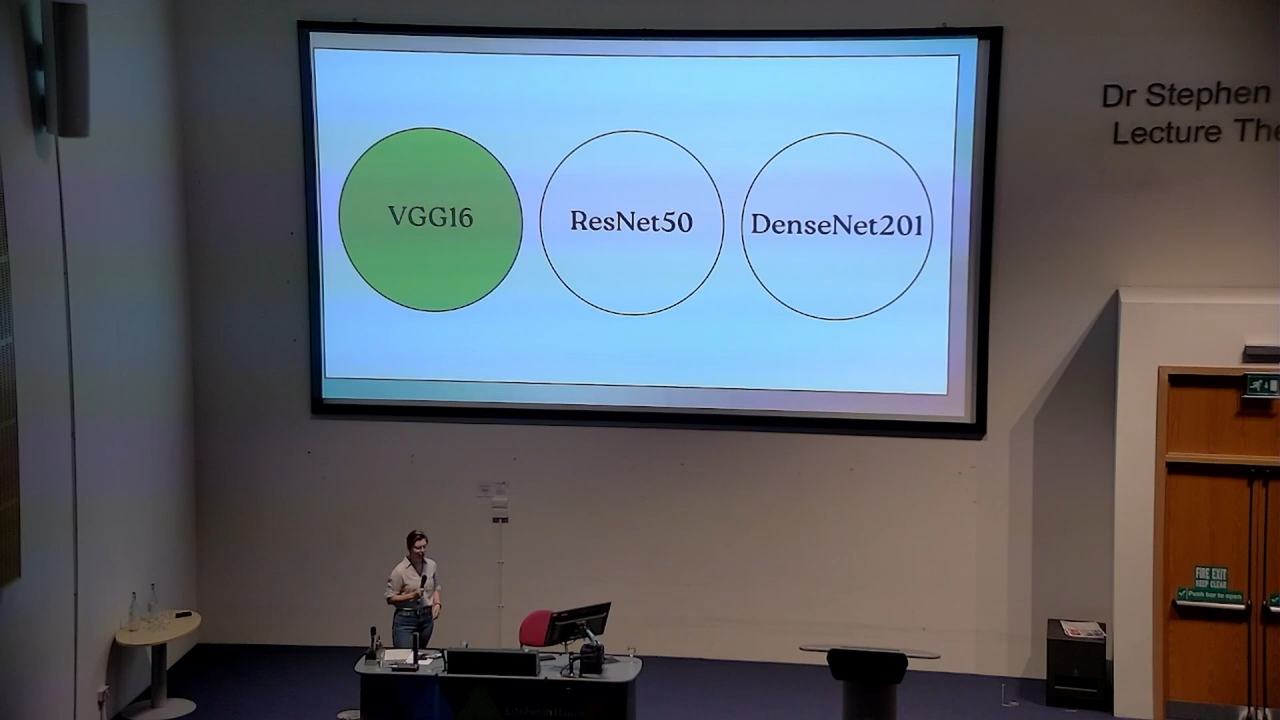 VGG16
ResNet50
DenseNet201
Dr Stephen
Lecture The
FIRE EXIT
KEEP CLEAR
Push bar to open